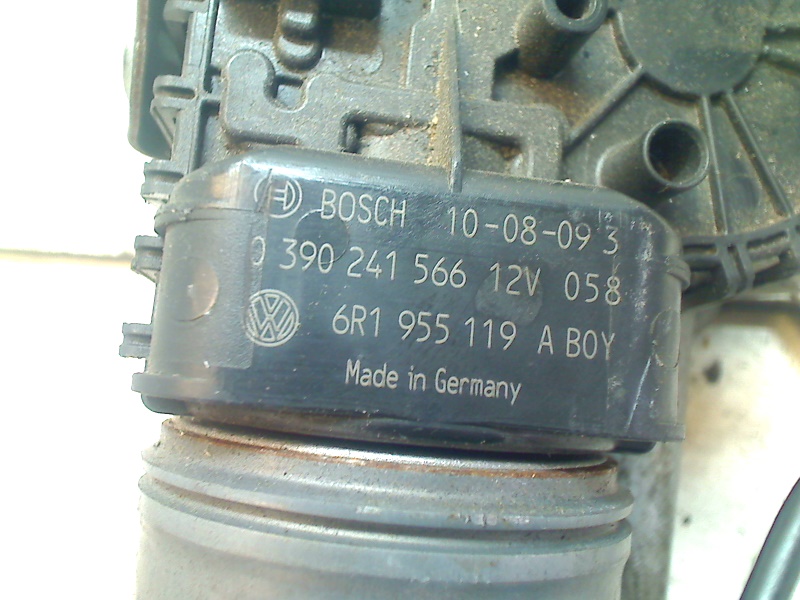 BOSCH 10-08-09 3
0 390 241 566 12V 058
6R1 955 119 A BOY
Made in Germany